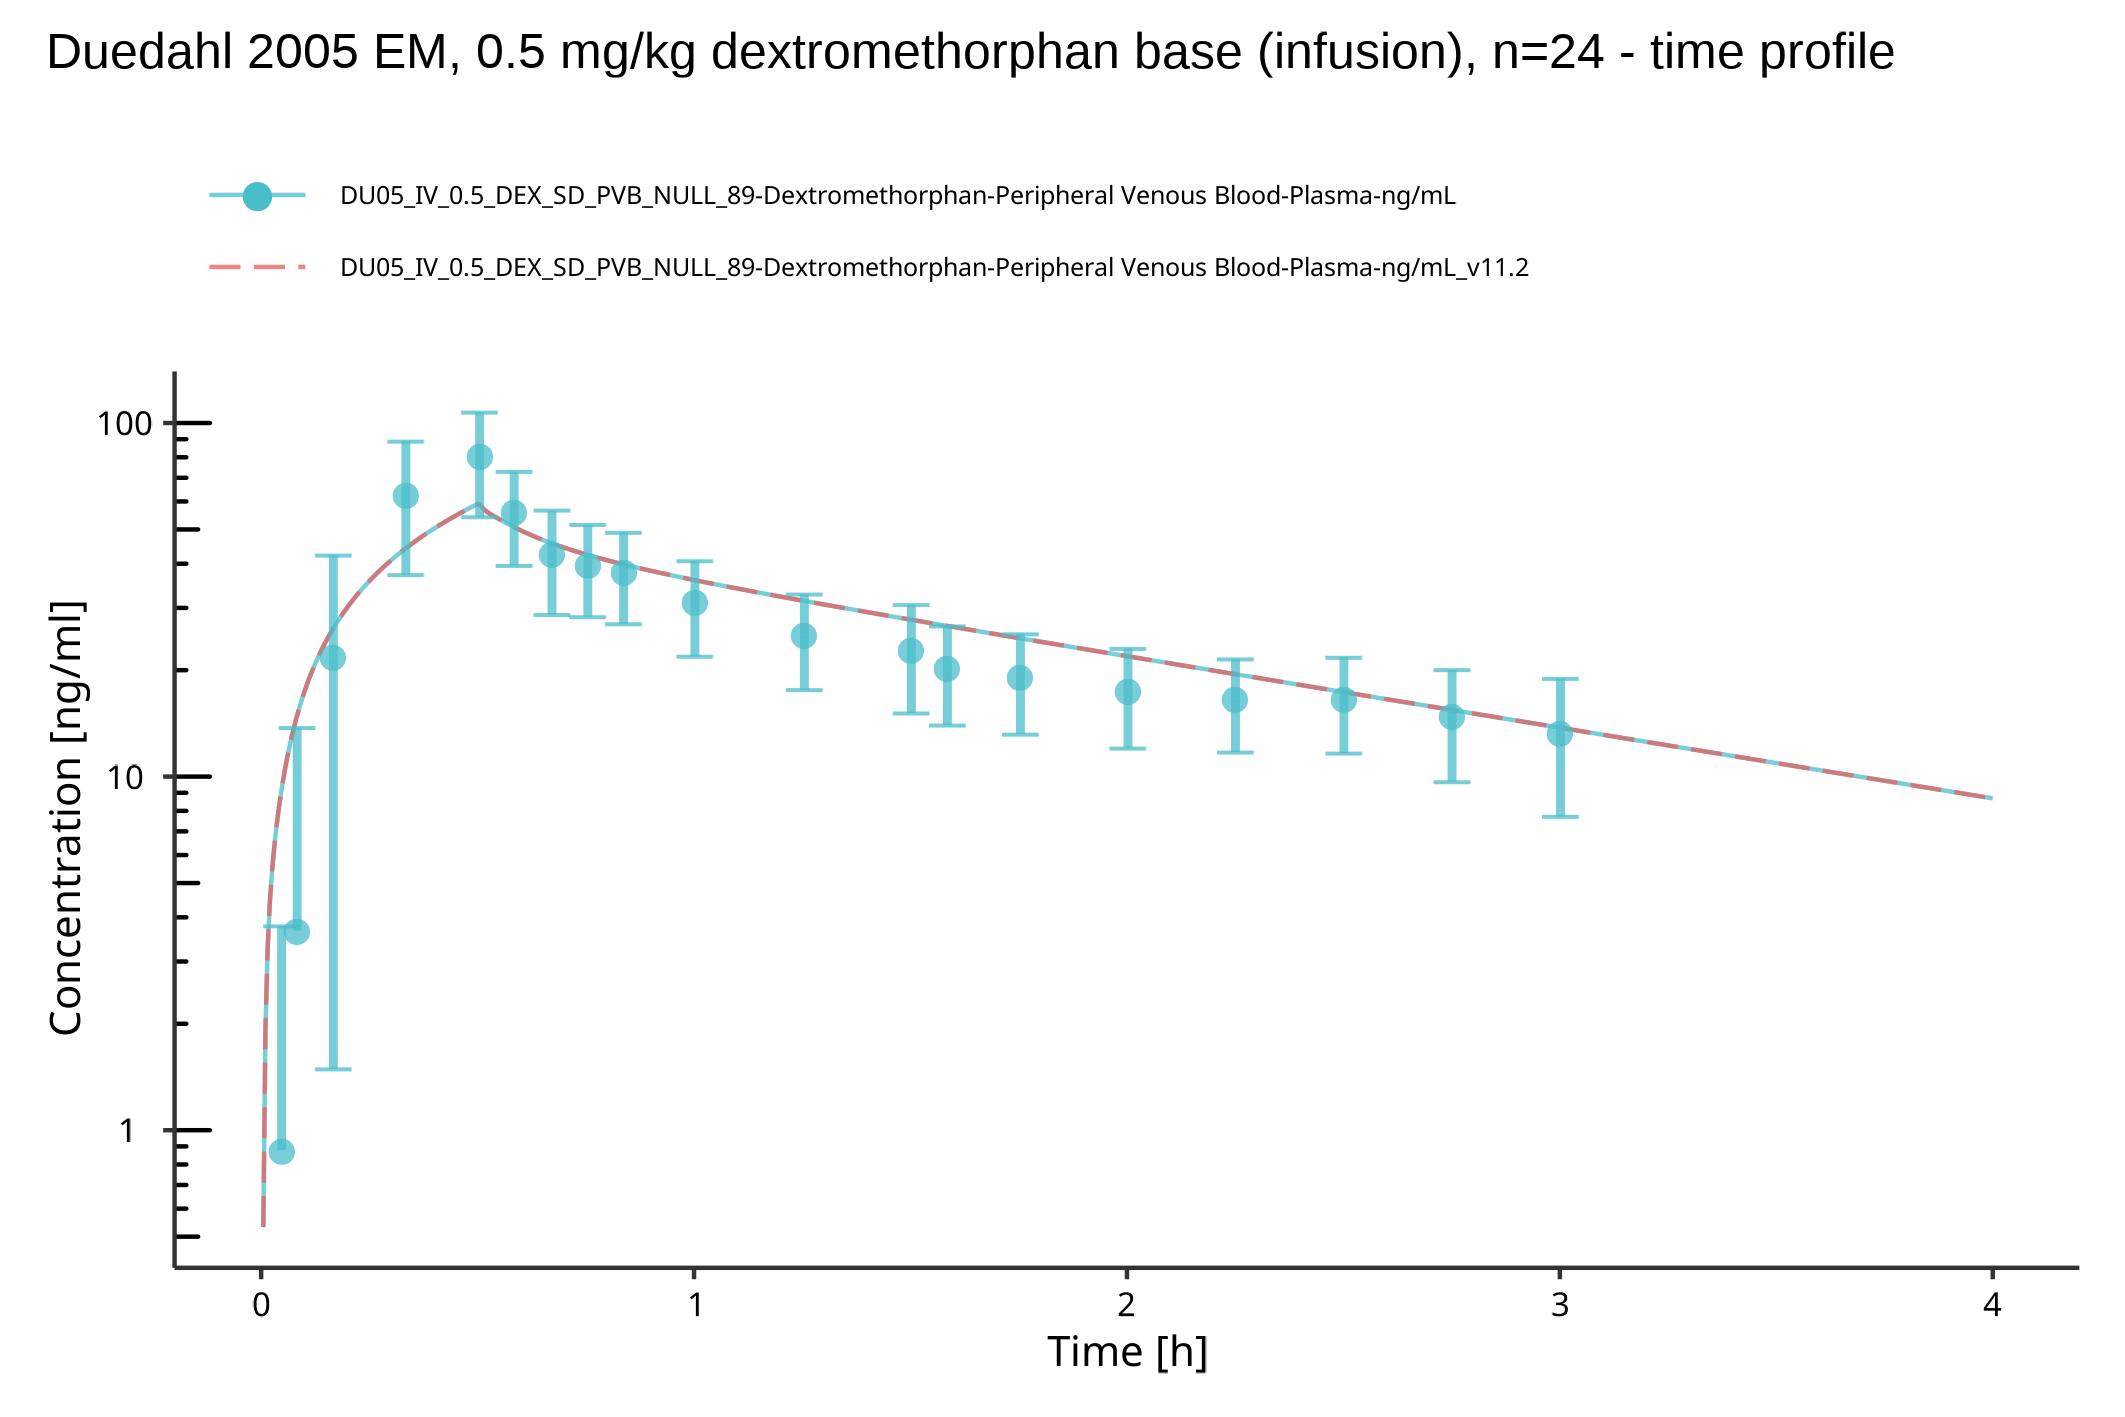 Duedahl 2005 EM, 0.5 mg/kg dextromethorphan base (infusion), n=24 - time profile
DU05_IV_0.5_DEX_SD_PVB_NULL_89-Dextromethorphan-Peripheral Venous Blood-Plasma-ng/mL
DU05_IV_0.5_DEX_SD_PVB_NULL_89-Dextromethorphan-Peripheral Venous Blood-Plasma-ng/mL_v11.2
Concentration [ng/ml]
100
10
1
0 1 2 3 4
Time [h]